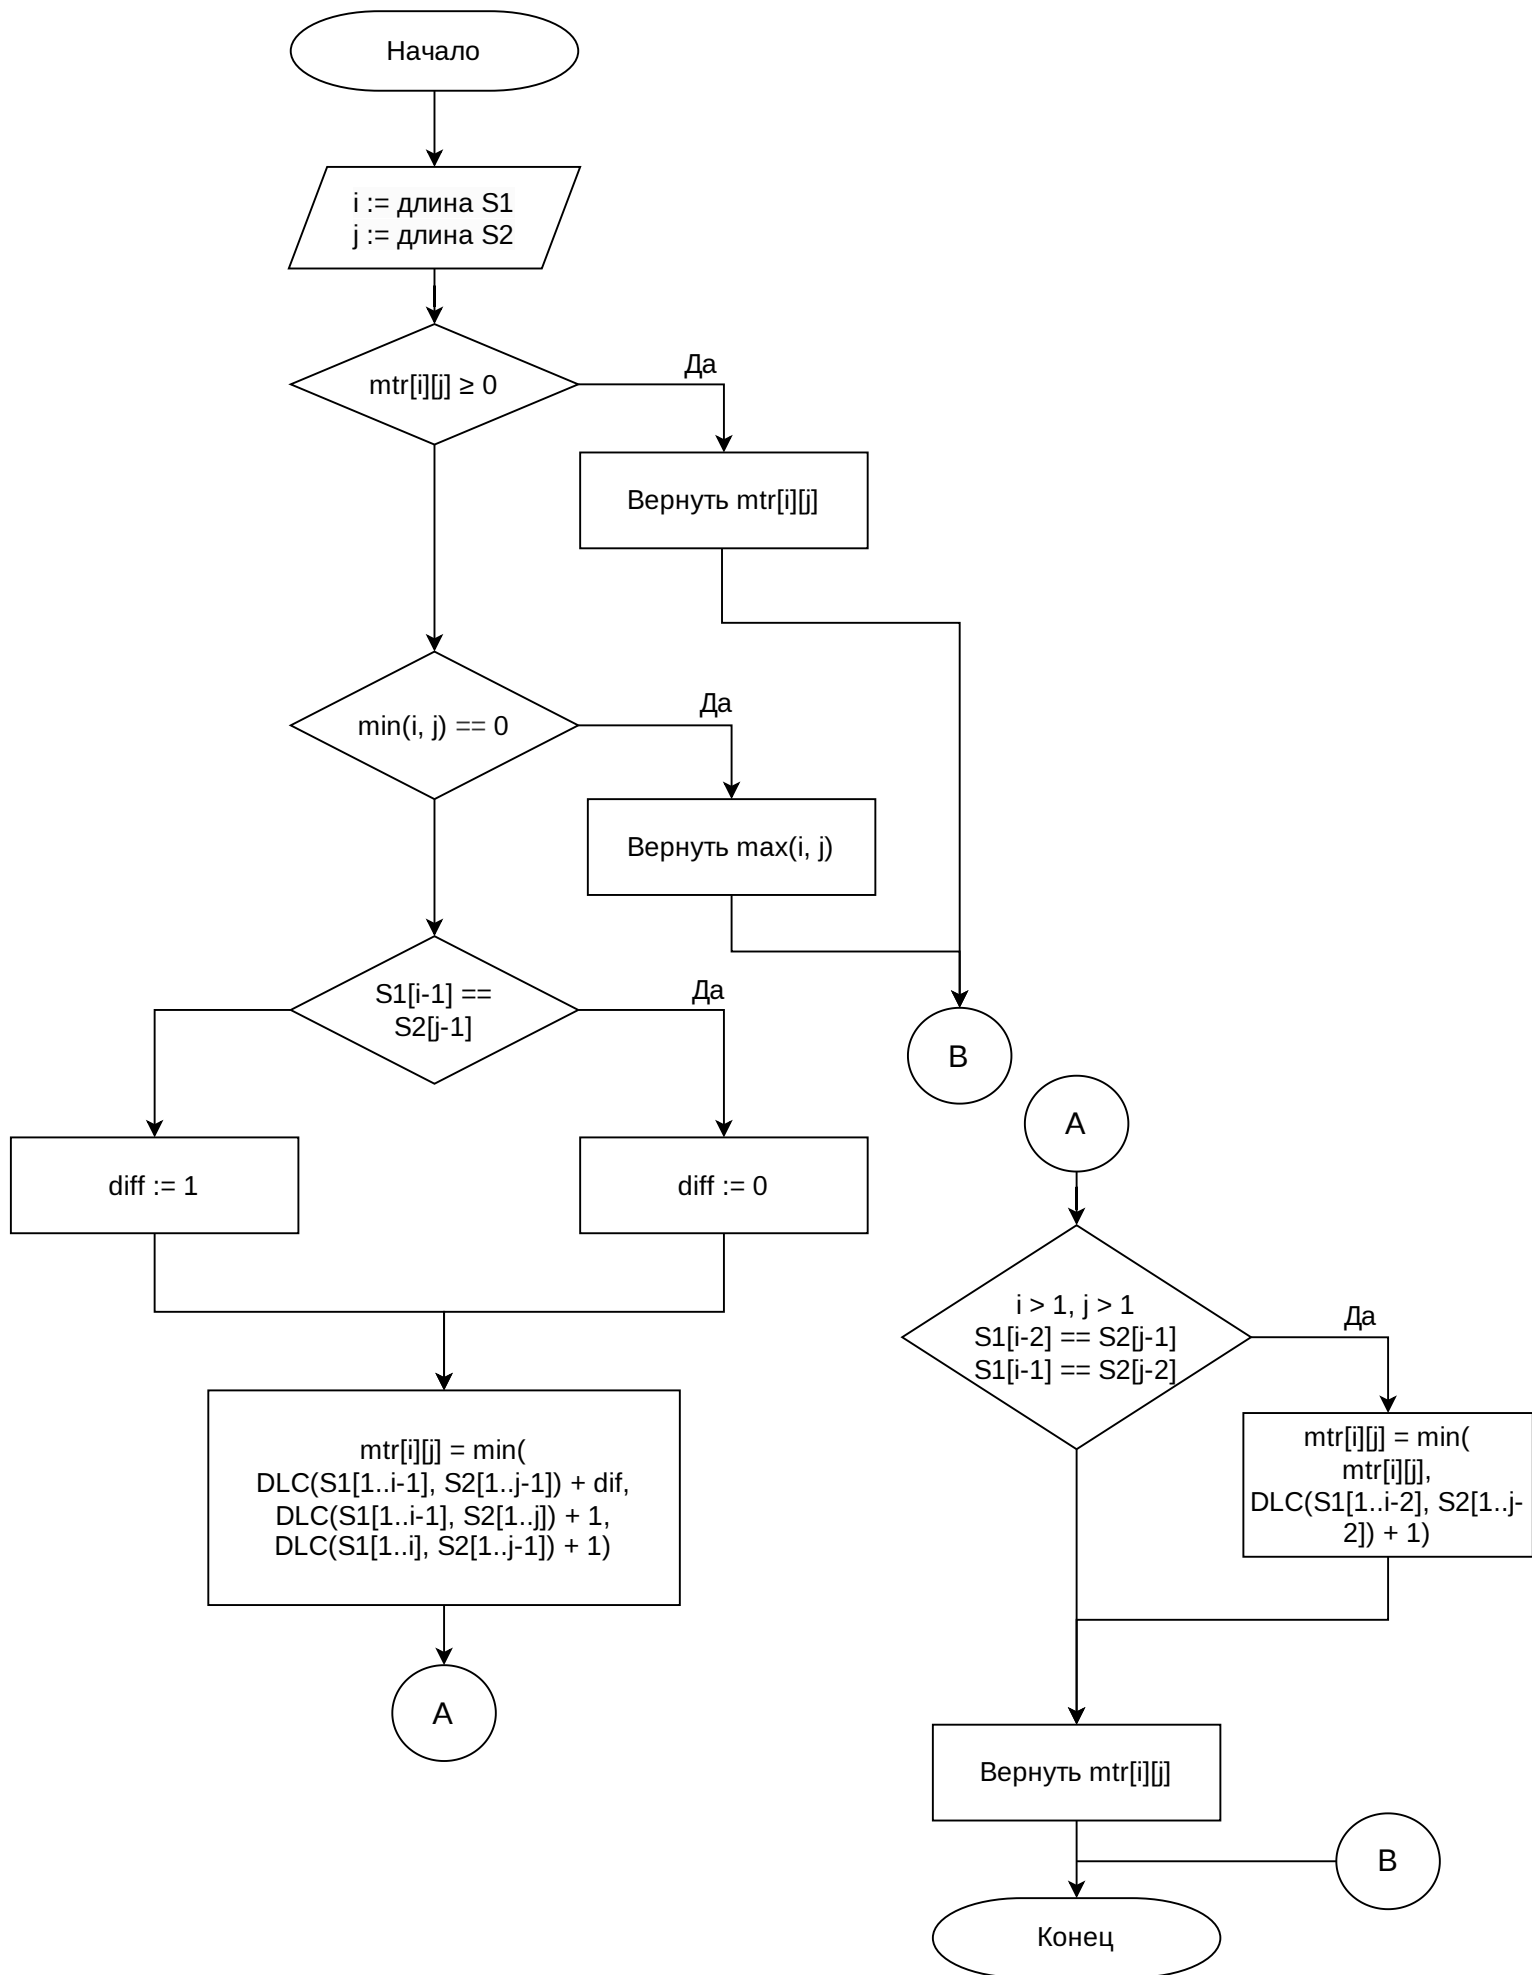 Начало
i := длина S1
j := длина S2
mtr[i][j] ≥ 0
Да
Вернуть mtr[i][j]
min(i, j) == 0
Да
Вернуть max(i, j)
S1[i-1] ==
S2[j-1]
Да
diff := 1
diff := 0
mtr[i][j] = min(
DLC(S1[1..i-1], S2[1..j-1]) + dif,
DLC(S1[1..i-1], S2[1..j]) + 1,
DLC(S1[1..i], S2[1..j-1]) + 1)
A
B
A
i > 1, j > 1
S1[i-2] == S2[j-1]
S1[i-1] == S2[j-2]
Да
mtr[i][j] = min(
mtr[i][j],
DLC(S1[1..i-2], S2[1..j-
2]) + 1)
Вернуть mtr[i][j]
B
Конец